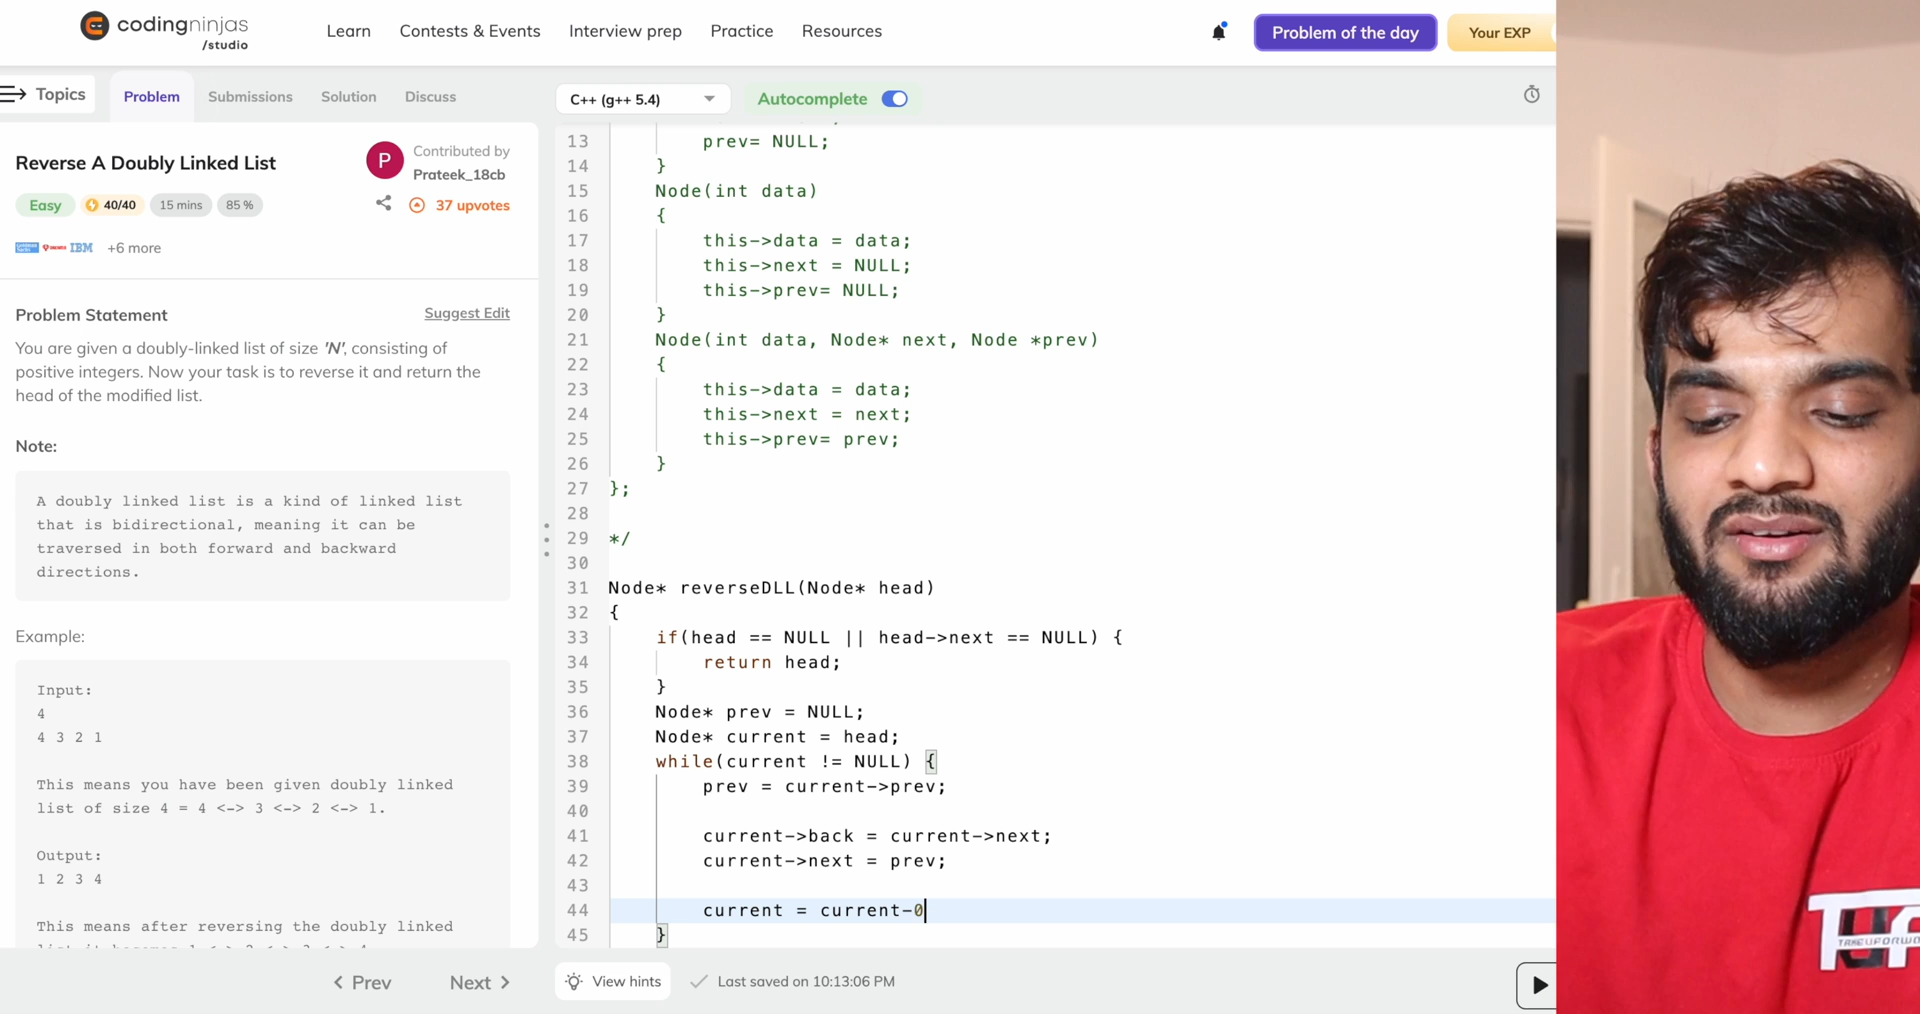 codingninjas
/studio
Learn
Contests & Events
Interview prep
Practice
Resources
Problem of the day
Your EXP
Topics
Problem
Submissions
Solution
Discuss
C++ (g++ 5.4)
Autocomplete
Reverse A Doubly Linked List
P
Contributed by
Prateek_18cb
Easy
40/40
15 mins
85 %
37 upvotes
IBM
+6 more
Problem Statement
Suggest Edit
You are given a doubly-linked list of size 'N', consisting of
positive integers. Now your task is to reverse it and return the
head of the modified list.
Note:
A doubly linked list is a kind of linked list
that is bidirectional, meaning it can be
traversed in both forward and backward
directions.
Example:
Input:
4
4 3 2 1
This means you have been given doubly linked
list of size 4 = 4 <-> 3 <-> 2 <-> 1.
Output:
1 2 3 4
This means after reversing the doubly linked
Prev
Next
13 prev= NULL;
14 }
15 Node(int data)
16 {
17 this->data = data;
18 this->next = NULL;
19 this->prev= NULL;
20 }
21 Node(int data, Node* next, Node *prev)
22 {
23 this->data = data;
24 this->next = next;
25 this->prev= prev;
26 }
27 };
28
29 */
30
31 Node* reverseDLL(Node* head)
32 {
33 if(head == NULL || head->next == NULL) {
34 return head;
35 }
36 Node* prev = NULL;
37 Node* current = head;
38 while(current != NULL) {
39 prev = current->prev;
40
41 current->back = current->next;
42 current->next = prev;
43
44 current = current-0
45 }
View hints
Last saved on 10:13:06 PM
TUF